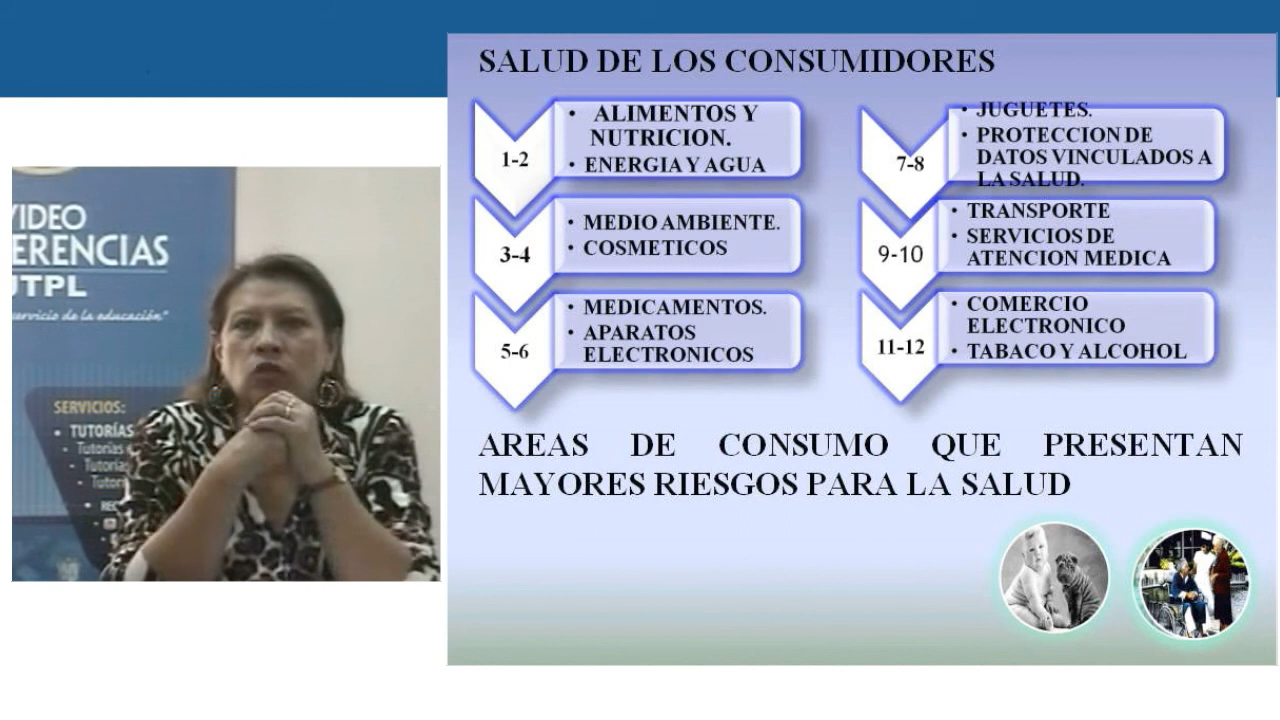 SALUD DE LOS CONSUMIDORES
1-2
• ALIMENTOS Y
NUTRICION.
• ENERGIA Y AGUA
3-4
• MEDIO AMBIENTE.
• COSMETICOS
5-6
• MEDICAMENTOS.
• APARATOS
ELECTRONICOS
7-8
• JUGUETES.
• PROTECCION DE
DATOS VINCULADOS A
LA SALUD.
9-10
• TRANSPORTE
• SERVICIOS DE
ATENCION MEDICA
11-12
• COMERCIO
ELECTRONICO
• TABACO Y ALCOHOL
AREAS DE CONSUMO QUE PRESENTAN
MAYORES RIESGOS PARA LA SALUD
VIDEO
ERENCIAS
UTPL
servicio de la educación"
SERVICIOS:
• TUTORÍAS
- Tutorías
- Tutoría
- Tutorí